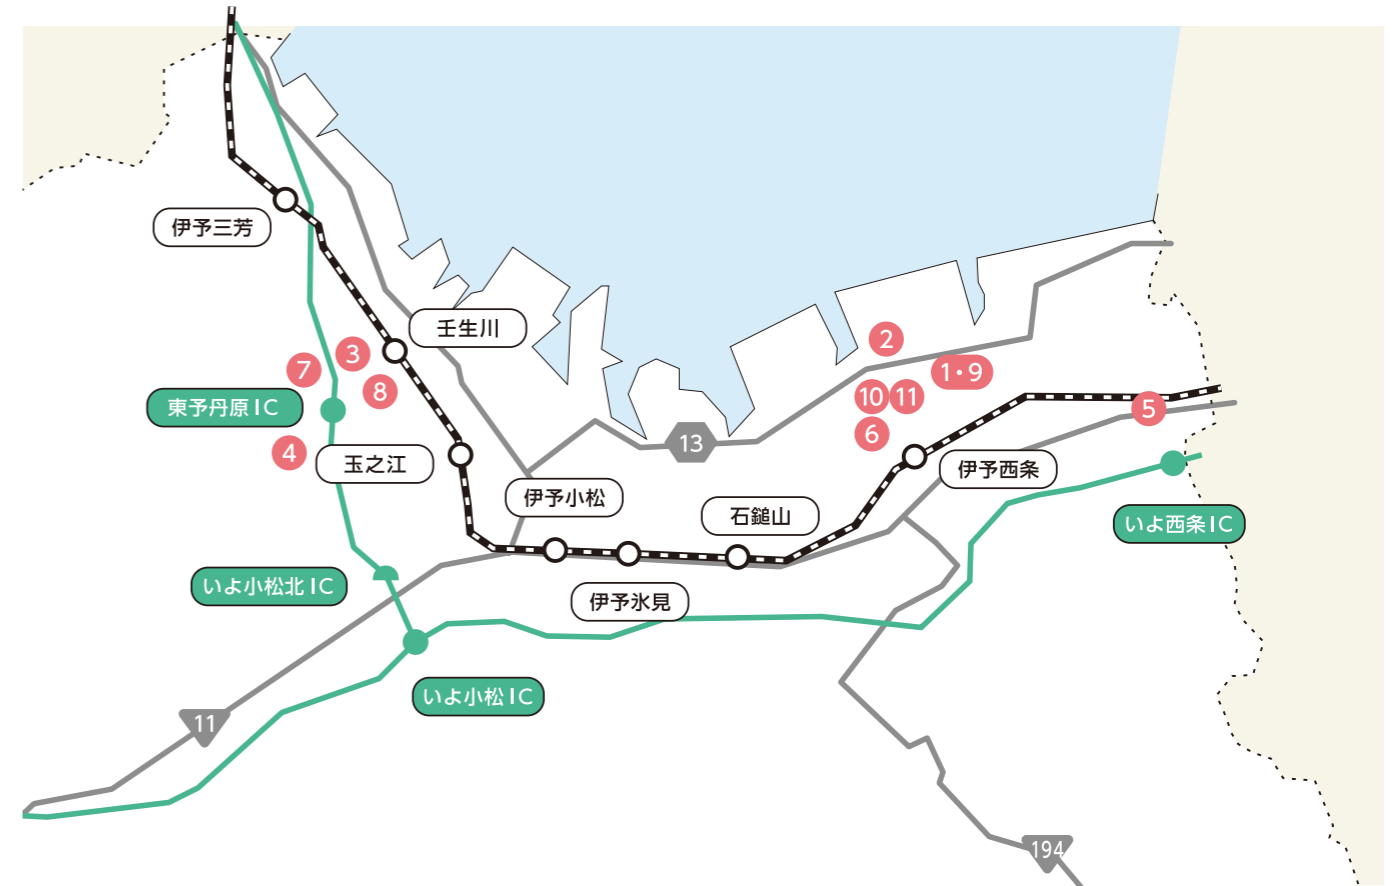 伊予三芳
壬生川
2
3
7
1・9
8
10
11
5
東予丹原IC
6
13
4
玉之江
伊予西条
伊予小松
石鎚山
いよ西条IC
いよ小松北IC
伊予氷見
いよ小松IC
11
194